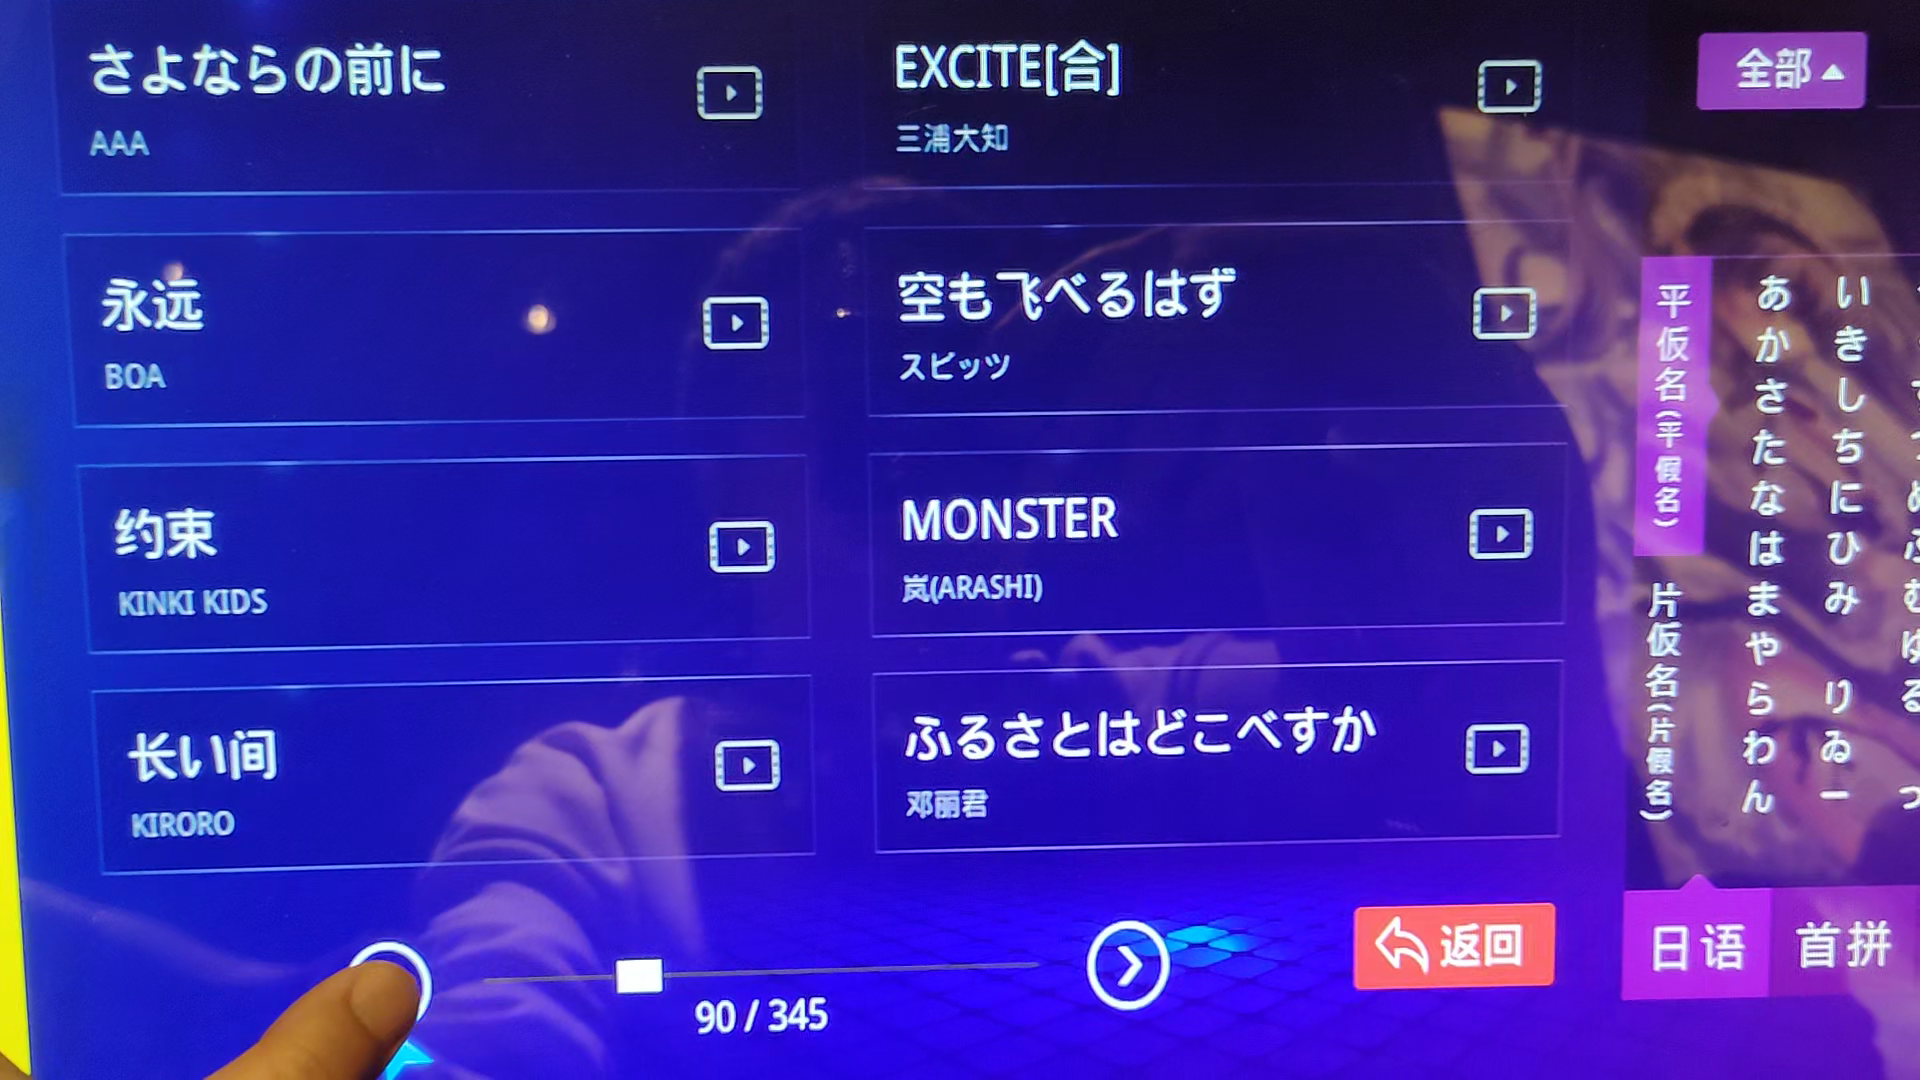 さよならの前に
AAA
EXCITE[合]
三浦大知
全部
永远
BOA
空も飞べるはず
スピッツ
约束
KINKI KIDS
MONSTER
岚(ARASHI)
长い间
KIRORO
ふるさとはどこべすか
邓丽君
平仮名(平假名)
片仮名(片假名)
あ い
か き
さ し
た ち
な に
は ひ
ま み
や
ら り
わ ゐ
ん ー
90 / 345
返回
日语
首拼